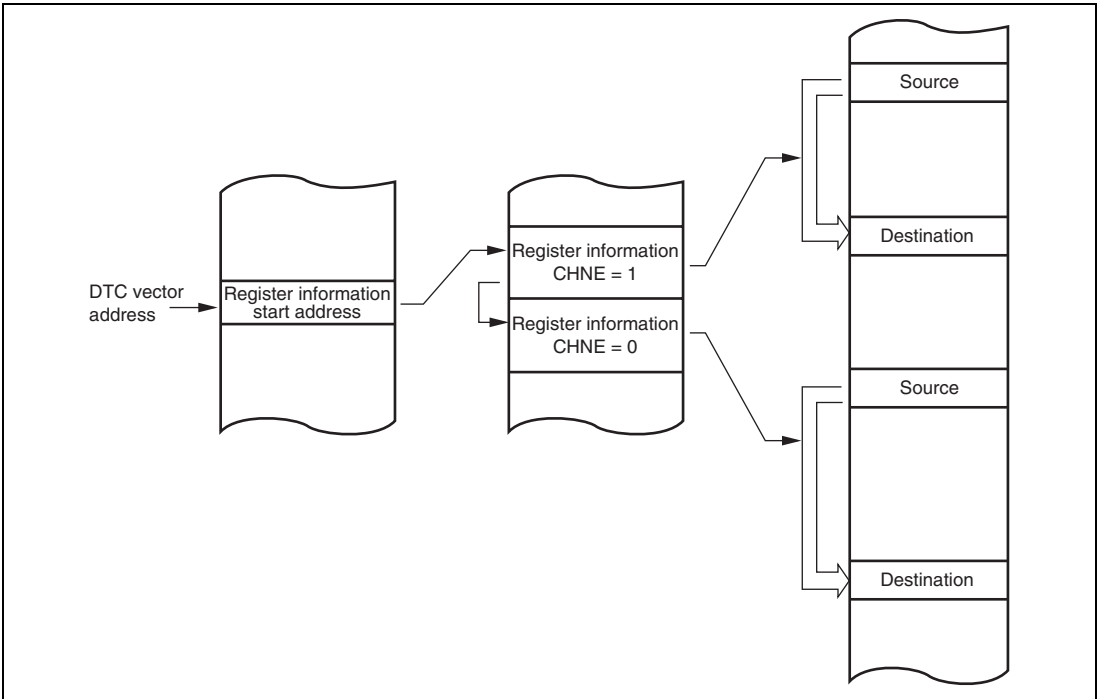 DTC vector
address
Register information
start address
Register information
CHNE = 1
Register information
CHNE = 0
Source
Destination
Source
Destination